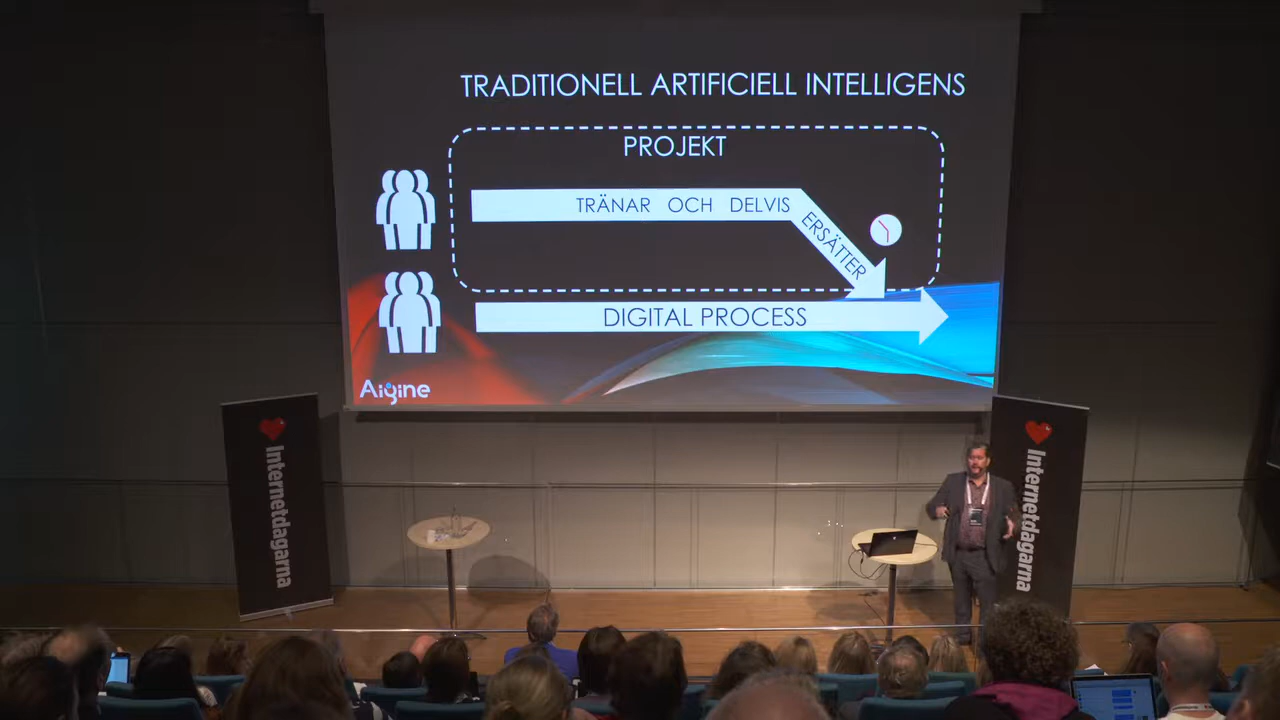 TRADITIONELL ARTIFICIELL INTELLIGENS
PROJEKT
TRÄNAR OCH DELVIS
ERSÄTTER
DIGITAL PROCESS
Aigine
Internetdagarna
Internetdagarna